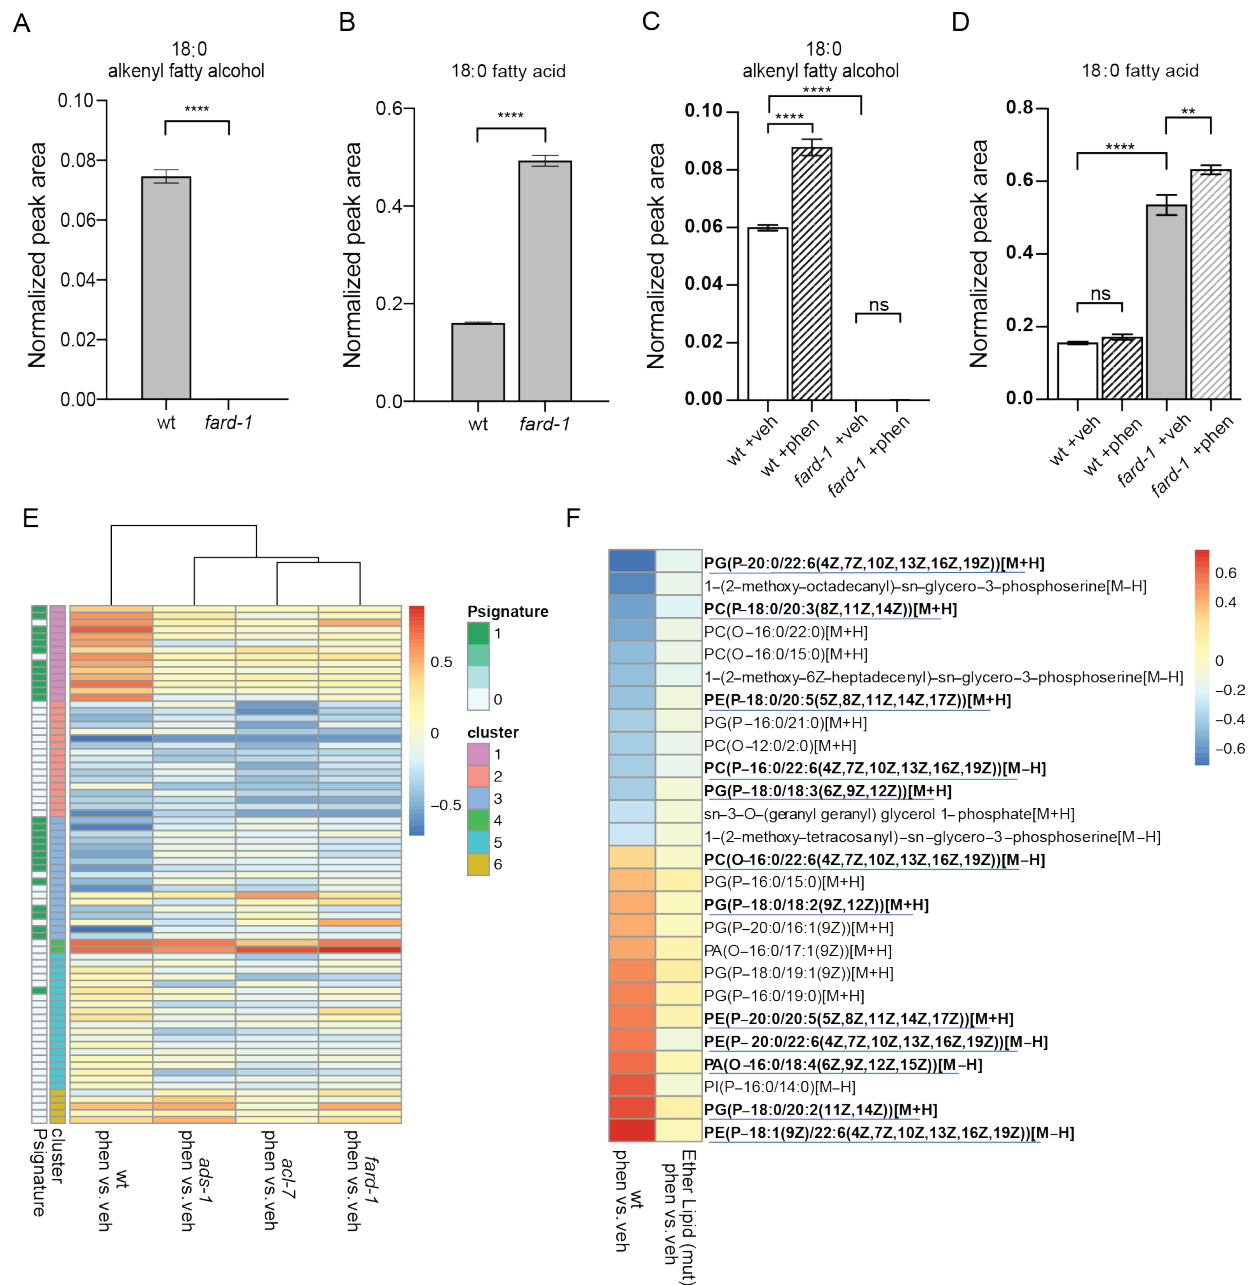 A
18:0
alkenyl fatty alcohol
Normalized peak area
0.10
0.08
0.06
0.04
0.02
0.00
****
wt
fard-1
B
18:0 fatty acid
Normalized peak area
0.6
0.4
0.2
0.0
****
wt
fard-1
C
18:0
alkenyl fatty alcohol
Normalized peak area
0.10
0.08
0.06
0.04
0.02
0.00
****
****
ns
wt +veh
wt +phen
fard-1 +veh
fard-1 +phen
D
18:0 fatty acid
Normalized peak area
0.8
0.6
0.4
0.2
0.0
**
****
ns
wt +veh
wt +phen
fard-1 +veh
fard-1 +phen
E
0.5
0
−0.5
Psignature
1
0
cluster
1
2
3
4
5
6
Psignature
cluster
wt
phen vs. veh
ads-1
phen vs. veh
acl-7
phen vs. veh
fard-1
phen vs. veh
F
PG(P−20:0/22:6(4Z,7Z,10Z,13Z,16Z,19Z))[M+H]
1−(2−methoxy−octadecanyl)−sn−glycero−3−phosphoserine[M−H]
PC(P−18:0/20:3(8Z,11Z,14Z))[M+H]
PC(O−16:0/22:0)[M+H]
PC(O−16:0/15:0)[M+H]
1−(2−methoxy−6Z−heptadecenyl)−sn−glycero−3−phosphoserine[M−H]
PE(P−18:0/20:5(5Z,8Z,11Z,14Z,17Z))[M+H]
PG(P−16:0/21:0)[M+H]
PC(O−12:0/2:0)[M+H]
PC(P−16:0/22:6(4Z,7Z,10Z,13Z,16Z,19Z))[M−H]
PG(P−18:0/18:3(6Z,9Z,12Z))[M+H]
sn−3−O−(geranyl geranyl) glycerol 1−phosphate[M+H]
1−(2−methoxy−tetracosanyl)−sn−glycero−3−phosphoserine[M−H]
PC(O−16:0/22:6(4Z,7Z,10Z,13Z,16Z,19Z))[M−H]
PG(P−16:0/15:0)[M+H]
PG(P−18:0/18:2(9Z,12Z))[M+H]
PG(P−20:0/16:1(9Z))[M+H]
PA(O−16:0/17:1(9Z))[M+H]
PG(P−18:0/19:1(9Z))[M+H]
PG(P−16:0/19:0)[M+H]
PE(P−20:0/20:5(5Z,8Z,11Z,14Z,17Z))[M+H]
PE(P−20:0/22:6(4Z,7Z,10Z,13Z,16Z,19Z))[M−H]
PA(O−16:0/18:4(6Z,9Z,12Z,15Z))[M−H]
PI(P−16:0/14:0)[M−H]
PG(P−18:0/20:2(11Z,14Z))[M+H]
PE(P−18:1(9Z)/22:6(4Z,7Z,10Z,13Z,16Z,19Z))[M−H]
0.6
0.4
0
−0.2
−0.4
−0.6
wt
phen vs. veh
Ether Lipid (mut)
phen vs. veh